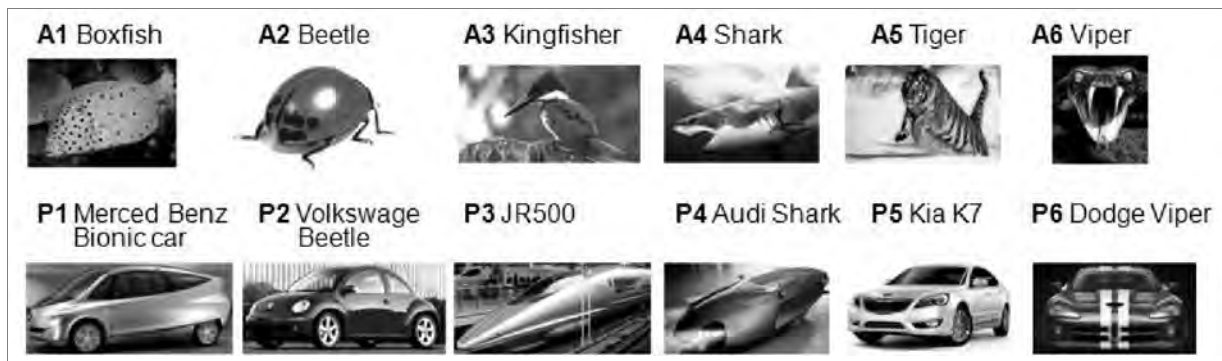 A1 Boxfish
A2 Beetle
A3 Kingfisher
A4 Shark
A5 Tiger
A6 Viper
P1 Merced Benz
Bionic car
P2 Volkswage
Beetle
P3 JR500
P4 Audi Shark
P5 Kia K7
P6 Dodge Viper